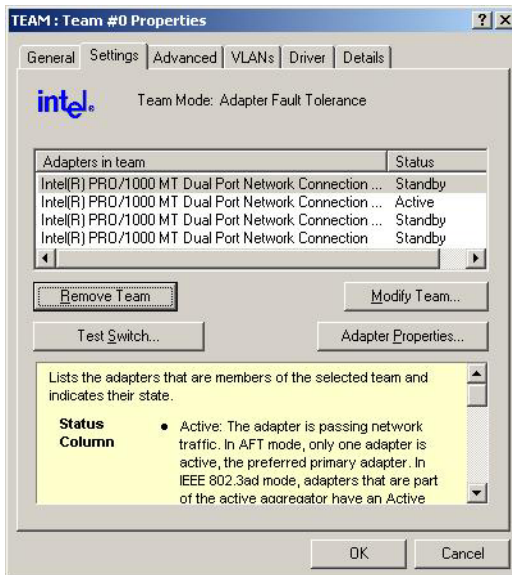 TEAM : Team #0 Properties
? X
General Settings Advanced VLANs Driver Details
intel®
Team Mode: Adapter Fault Tolerance
Adapters in team Status
Intel(R) PRO/1000 MT Dual Port Network Connection ... Standby
Intel(R) PRO/1000 MT Dual Port Network Connection ... Active
Intel(R) PRO/1000 MT Dual Port Network Connection ... Standby
Intel(R) PRO/1000 MT Dual Port Network Connection Standby
Remove Team Modify Team...
Test Switch... Adapter Properties...
Lists the adapters that are members of the selected team and
indicates their state.
Status Column
• Active: The adapter is passing network
traffic. In AFT mode, only one adapter is
active, the preferred primary adapter. In
IEEE 802.3ad mode, adapters that are part
of the active aggregator have an Active
OK Cancel